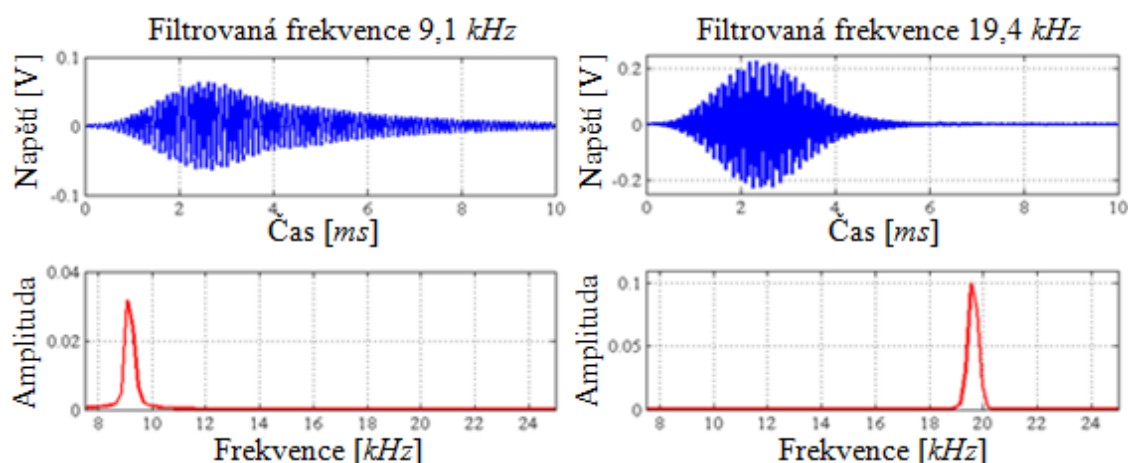 Filtrovaná frekvence 9,1 kHz
Napětí [V]
0.1
0
-0.1
0 2 4 6 8 10
Čas [ms]
Filtrovaná frekvence 19,4 kHz
Napětí [V]
0.2
0
-0.2
0 2 4 6 8 10
Čas [ms]
Amplituda
0.04
0.02
0
8 10 12 14 16 18 20 22 24
Frekvence [kHz]
Amplituda
0.1
0.05
0
8 10 12 14 16 18 20 22 24
Frekvence [kHz]